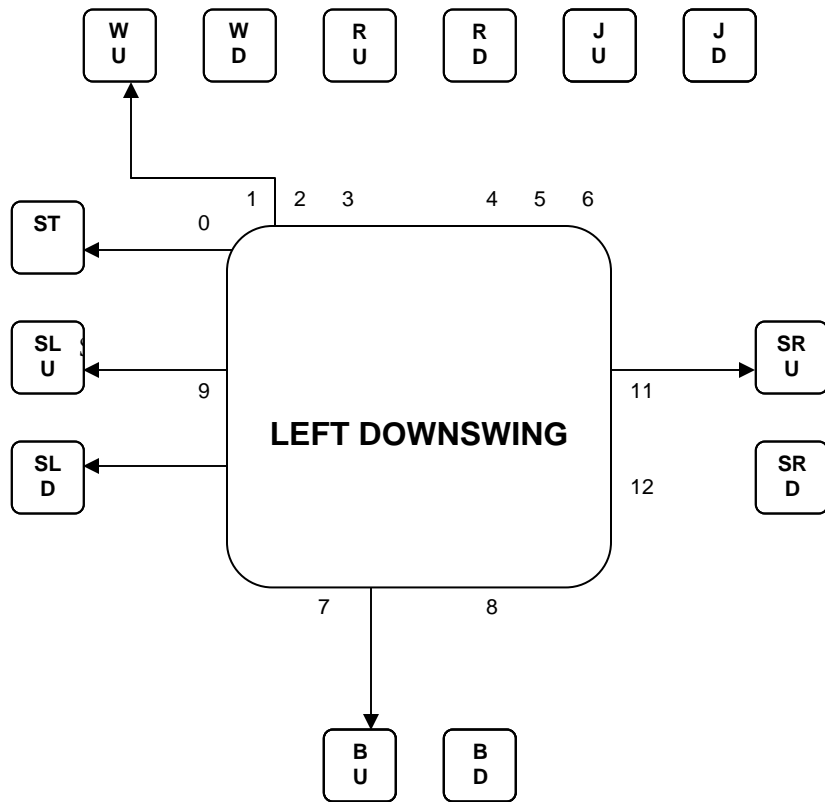 W W R R J J
U D U D U D
1 2 3 4 5 6
ST 0
SL SR
U U
9 11
LEFT DOWNSWING
SL SR
D 12 D
7 8
B B
U D